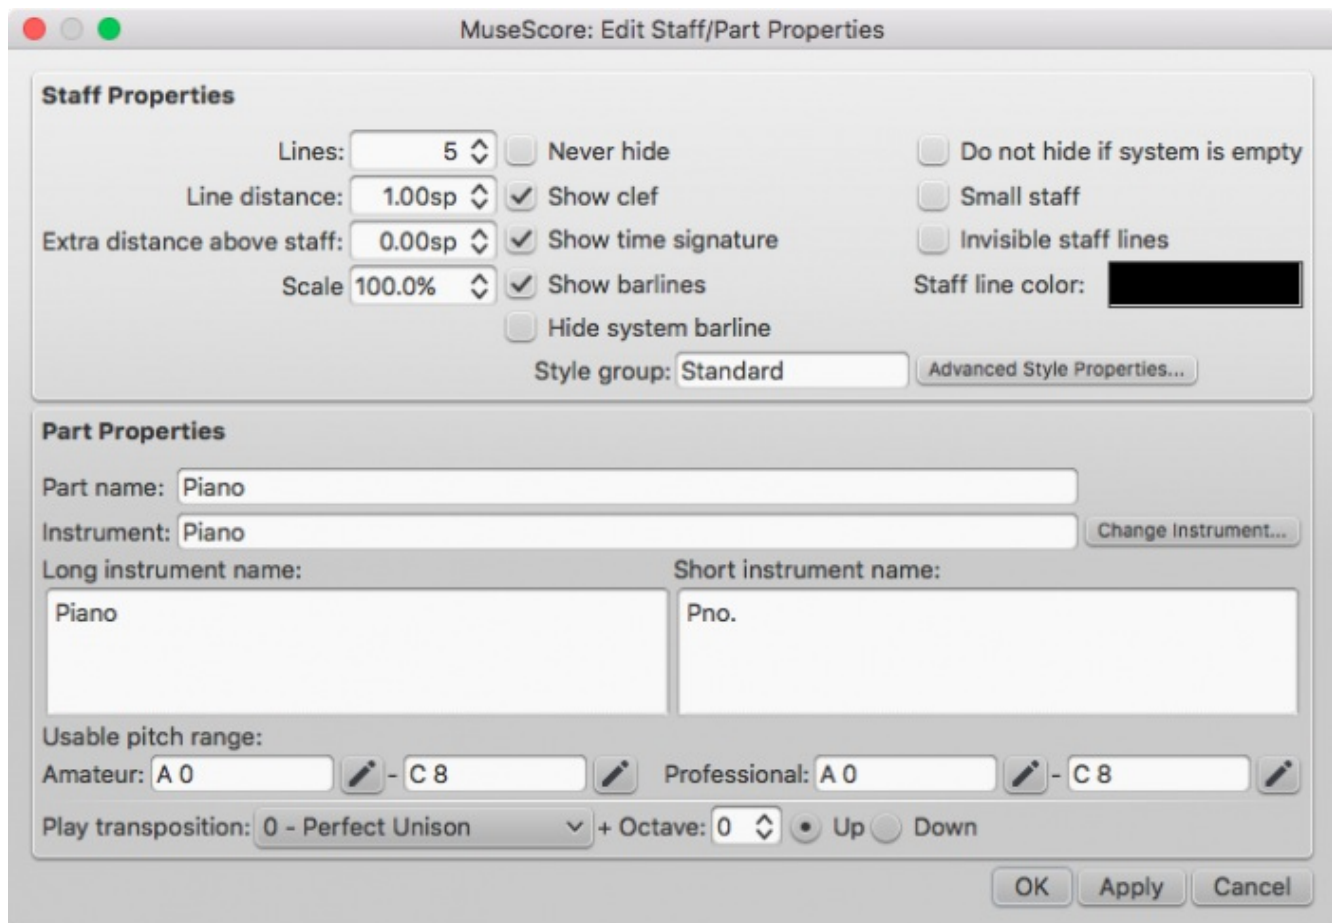 MuseScore: Edit Staff/Part Properties
Staff Properties
Lines: 5 Never hide Do not hide if system is empty
Line distance: 1.00sp Show clef Small staff
Extra distance above staff: 0.00sp Show time signature Invisible staff lines
Scale 100.0% Show barlines Staff line color:
Hide system barline
Style group: Standard Advanced Style Properties...
Part Properties
Part name: Piano
Instrument: Piano Change Instrument...
Long instrument name: Short instrument name:
Piano Pno.
Usable pitch range:
Amateur: A 0 - C 8 Professional: A 0 - C 8
Play transposition: 0 - Perfect Unison + Octave: 0 Up Down
OK Apply Cancel